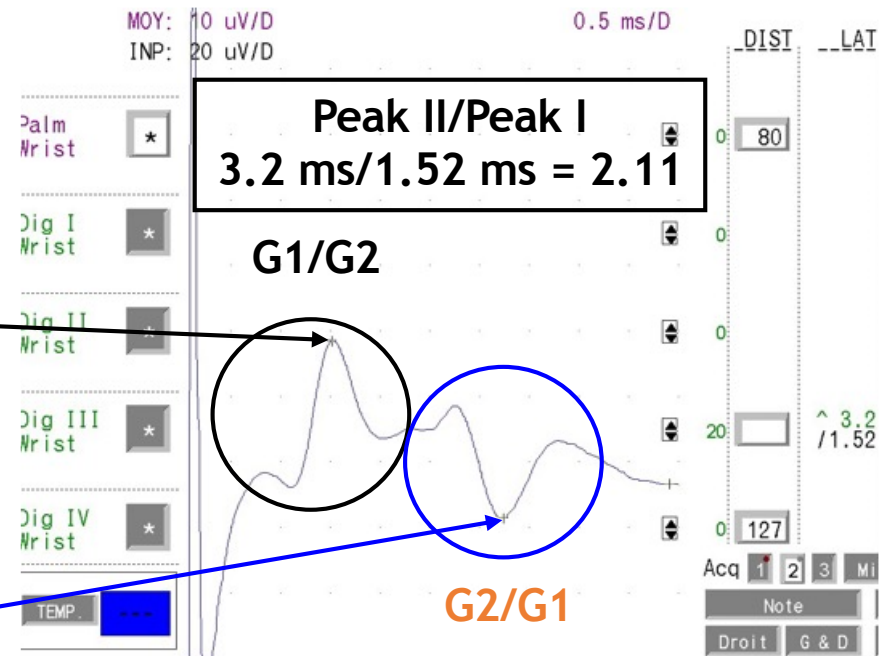 MOY: 10 uV/D 0.5 ms/D
INP: 20 uV/D
DIST LAT
Peak II/Peak I
3.2 ms/1.52 ms = 2.11
Palm
Wrist
* 0 80
Dig I
Wrist
* 0
G1/G2
Dig II
Wrist
* 0
Dig III
Wrist
* 20 ^ 3.2
/1.52
Dig IV
Wrist
* 0 127
Acq 1 2 3 Mi
TEMP. ---
G2/G1
Note
Droit G & D